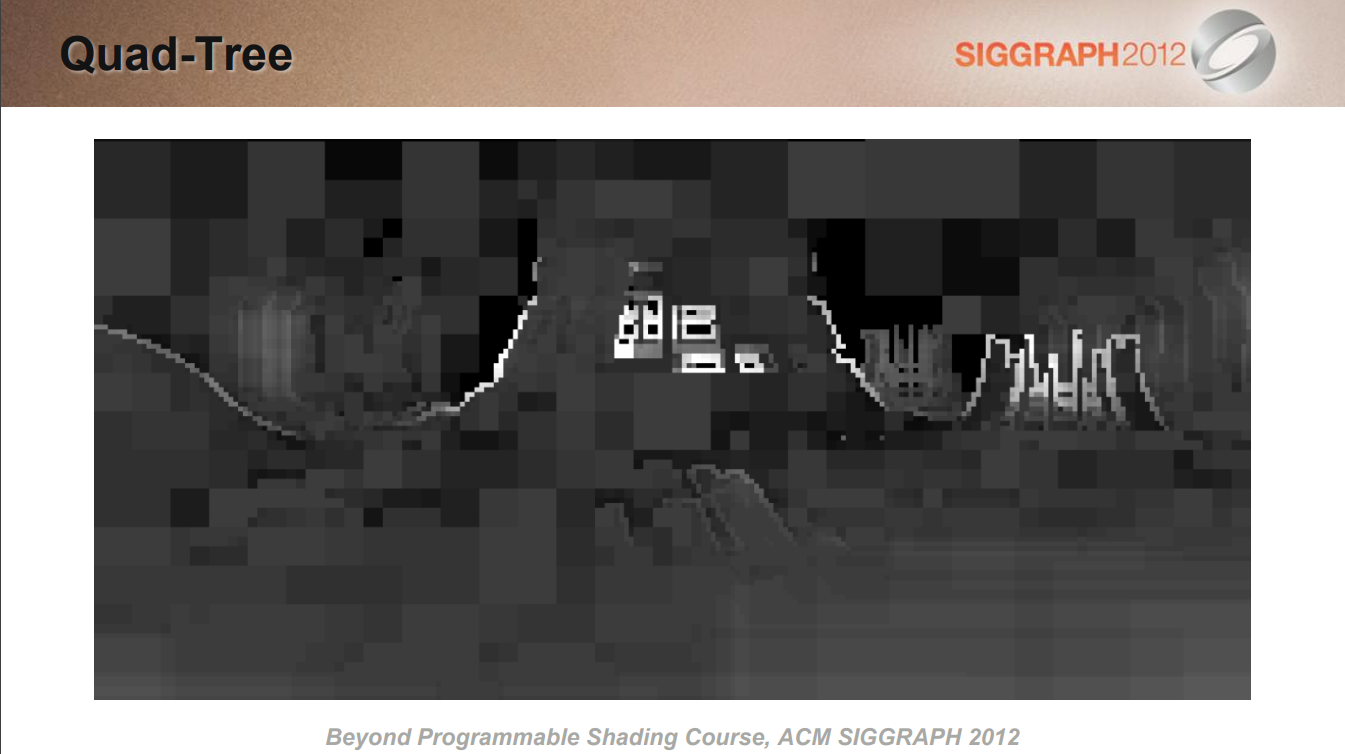 Quad-Tree
SIGGRAPH2012
Beyond Programmable Shading Course, ACM SIGGRAPH 2012